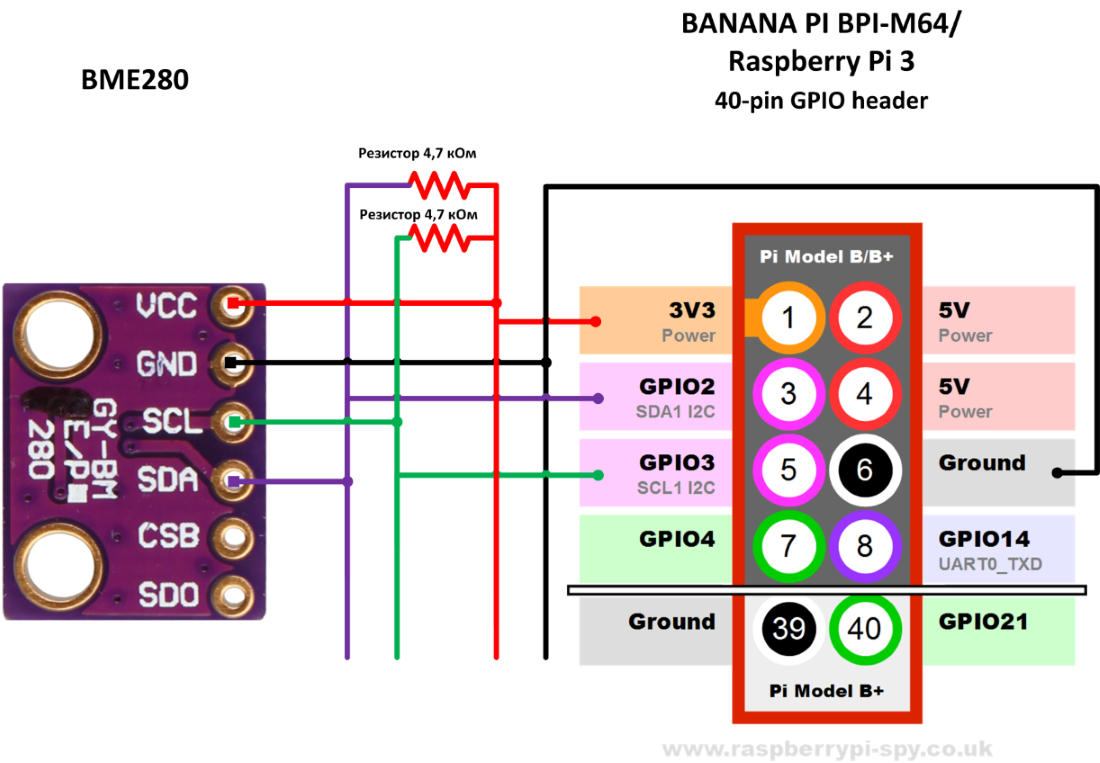 BANANA PI BPI-M64/
Raspberry Pi 3
40-pin GPIO header
BME280
Резистор 4,7 кОм
Резистор 4,7 кОм
VCC
GND
SCL
SDA
CSB
SDO
GY-BM
E/P
280
Pi Model B/B+
3V3
Power
1
2
5V
Power
GPIO2
SDA1 I2C
3
4
5V
Power
GPIO3
SCL1 I2C
5
6
Ground
GPIO4
7
8
GPIO14
UART0_TXD
Ground
39
40
GPIO21
Pi Model B+
www.raspberrypi-spy.co.uk